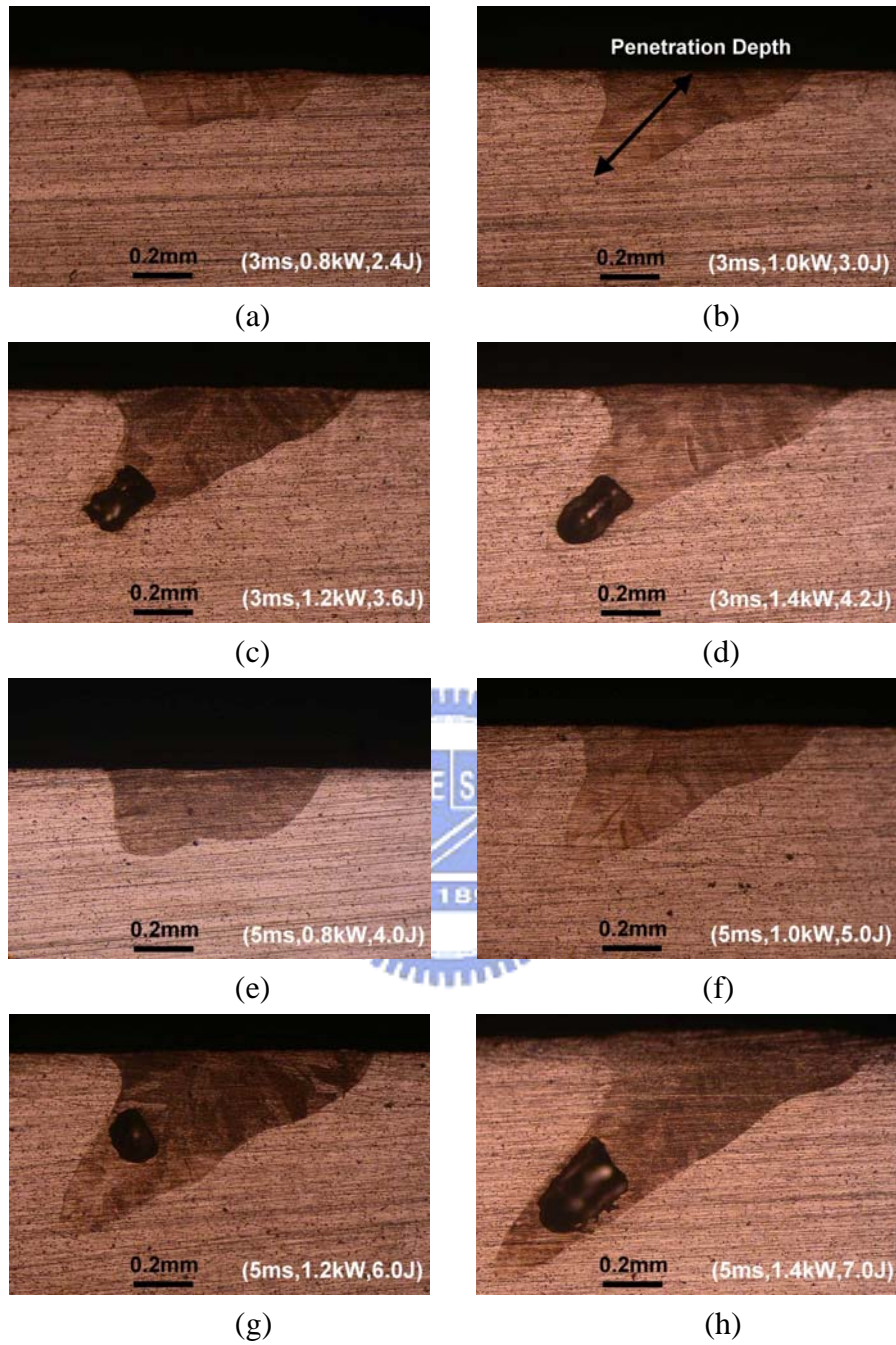 Penetration Depth
0.2mm
(3ms,0.8kW,2.4J)
0.2mm
(3ms,1.0kW,3.0J)
(a)
(b)
0.2mm
(3ms,1.2kW,3.6J)
0.2mm
(3ms,1.4kW,4.2J)
(c)
(d)
E S
189
0.2mm
(5ms,0.8kW,4.0J)
0.2mm
(5ms,1.0kW,5.0J)
(e)
(f)
0.2mm
(5ms,1.2kW,6.0J)
0.2mm
(5ms,1.4kW,7.0J)
(g)
(h)